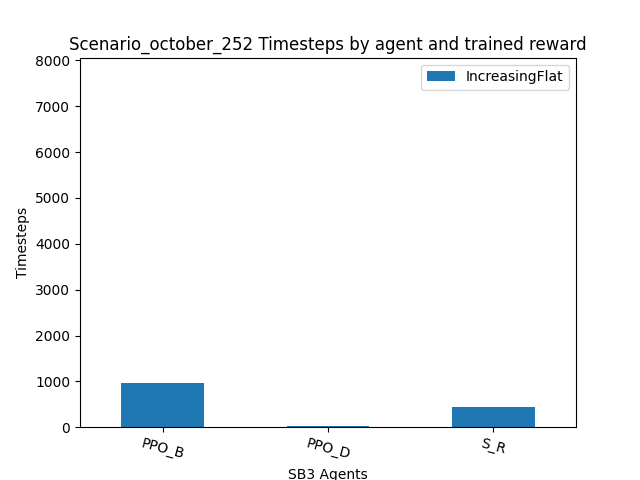 Scenario_october_252 Timesteps by agent and trained reward
IncreasingFlat
8000
7000
6000
5000
4000
3000
2000
1000
0
Timesteps
PPO_B
PPO_D
S_R
SB3 Agents